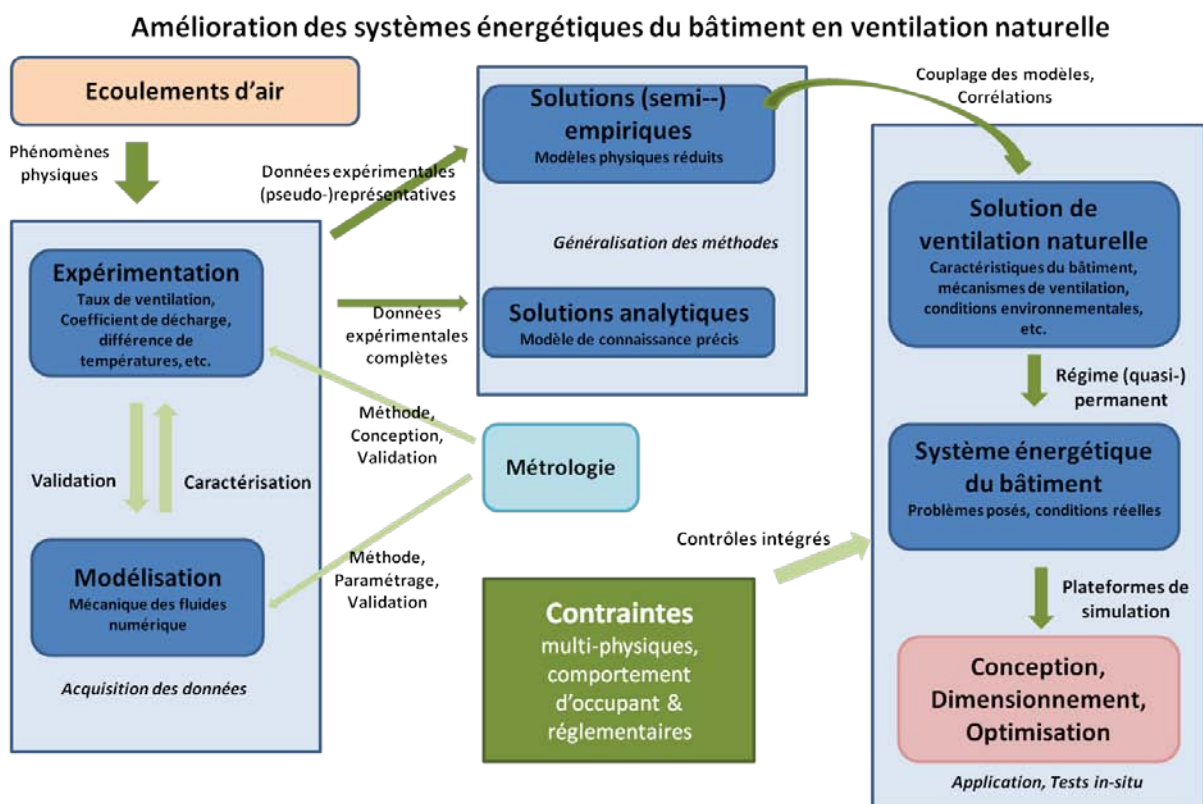 Amélioration des systèmes énergétiques du bâtiment en ventilation naturelle
Ecoulements d'air
Phénomènes
physiques
Expérimentation
Taux de ventilation,
Coefficient de décharge,
différence de
températures, etc.
Validation
Caractérisation
Modélisation
Mécanique des fluides
numérique
Acquisition des données
Données expérimentales
(pseudo-)représentatives
Données
expérimentales
complètes
Solutions (semi--)
empiriques
Modèles physiques réduits
Généralisation des méthodes
Solutions analytiques
Modèle de connaissance précis
Méthode,
Conception,
Validation
Métrologie
Méthode,
Paramétrage,
Validation
Contraintes
multi-physiques,
comportement
d'occupant &
réglementaires
Contrôles intégrés
Couplage des modèles,
Corrélations
Solution de
ventilation naturelle
Caractéristiques du bâtiment,
mécanismes de ventilation,
conditions environnementales,
etc.
Régime (quasi-)
permanent
Système énergétique
du bâtiment
Problèmes posés, conditions réelles
Plateformes de
simulation
Conception,
Dimensionnement,
Optimisation
Application, Tests in-situ